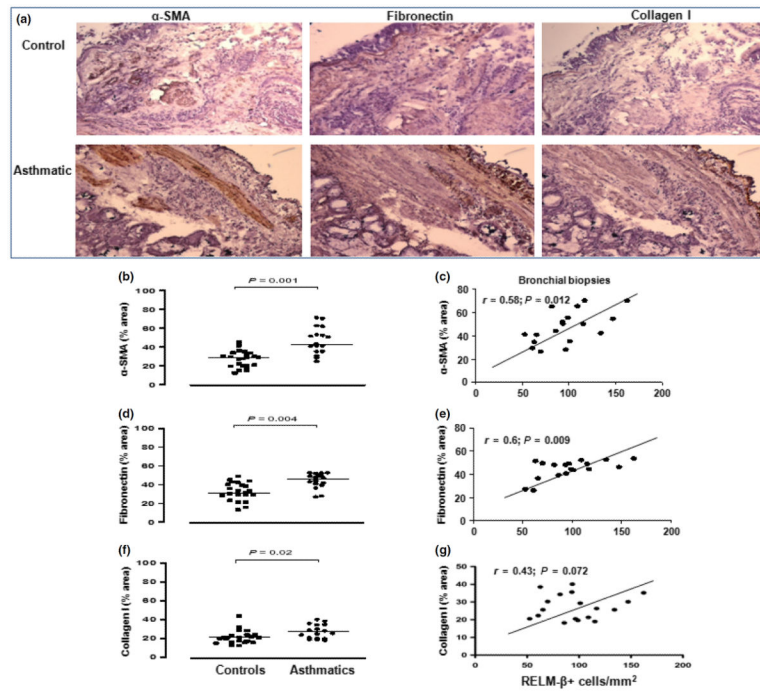 (a) α-SMA Fibronectin Collagen I
Control
Asthmatic
(b) P = 0.001
α-SMA (% area)
100
80
60
40
20
0
(c) Bronchial biopsies
r = 0.58; P = 0.012
α-SMA (% area)
80
60
40
20
0
0 50 100 150 200
(d) P = 0.004
Fibronectin (% area)
100
80
60
40
20
0
(e)
r = 0.6; P = 0.009
Fibronectin (% area)
80
60
40
20
0
0 50 100 150 200
(f) P = 0.02
Collagen I (% area)
100
80
60
40
20
0
Controls Asthmatics
(g)
r = 0.43; P = 0.072
Collagen I (% area)
50
40
30
20
10
0
0 50 100 150 200
RELM-β+ cells/mm²